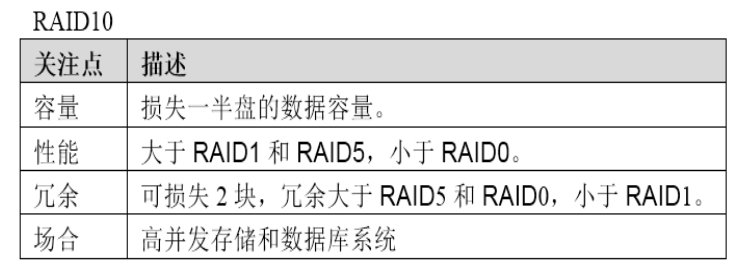 RAID10
关注点 描述
容量 损失一半盘的数据容量。
性能 大于 RAID1 和 RAID5，小于 RAID0。
冗余 可损失 2 块，冗余大于 RAID5 和 RAID0，小于 RAID1。
场合 高并发存储和数据库系统